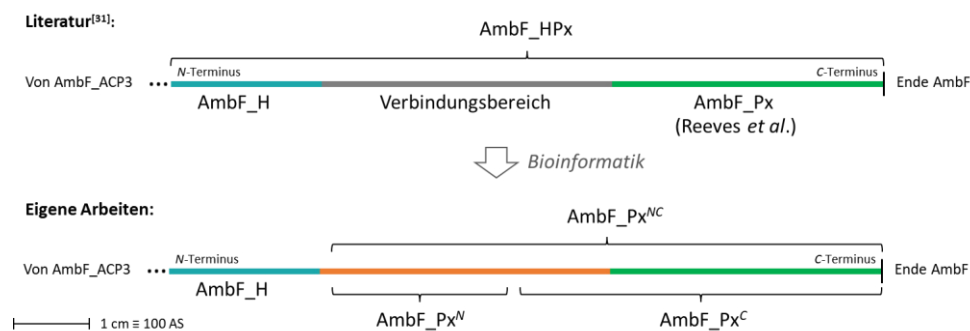 Literatur[31]:
AmbF_HPx
N-Terminus
C-Terminus
Von AmbF_ACP3
Ende AmbF
AmbF_H
Verbindungsbereich
AmbF_Px
(Reeves et al.)
Bioinformatik
Eigene Arbeiten:
AmbF_PxNC
N-Terminus
C-Terminus
Von AmbF_ACP3
Ende AmbF
AmbF_H
AmbF_PxN
AmbF_PxC
1 cm ≡ 100 AS